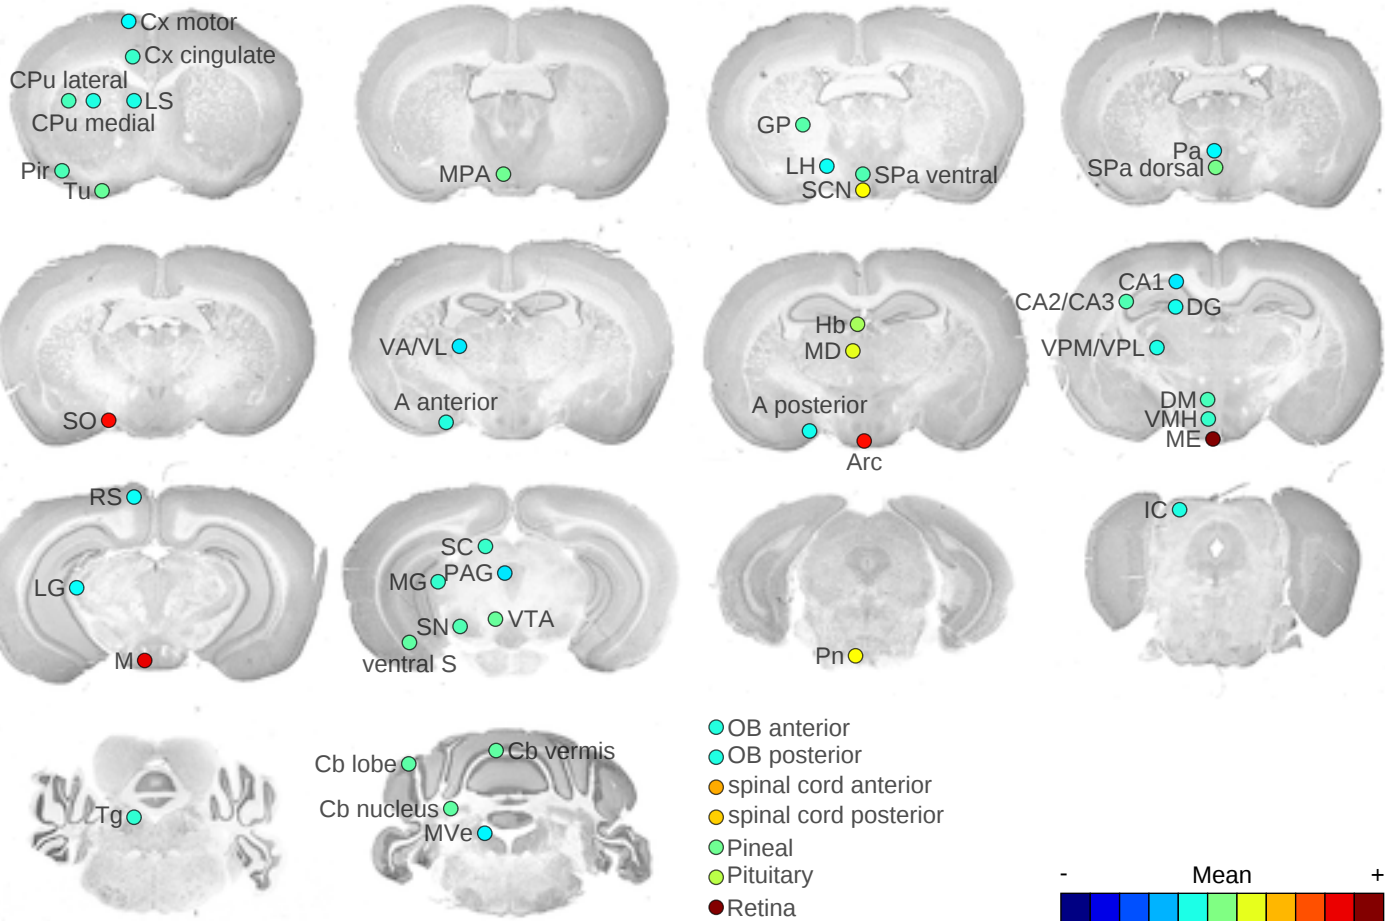 Cx motor
Cx cingulate
CPu lateral
LS
CPu medial
Pir
Tu
MPA
GP
LH
SPa ventral
SCN
Pa
SPa dorsal
SO
VA/VL
A anterior
Hb
MD
A posterior
Arc
CA1
CA2/CA3
DG
VPM/VPL
DM
VMH
ME
RS
LG
M
SC
PAG
MG
VTA
SN
ventral S
Pn
IC
Tg
Cb vermis
Cb lobe
Cb nucleus
MVe
OB anterior
OB posterior
spinal cord anterior
spinal cord posterior
Pineal
Pituitary
Retina
- Mean +